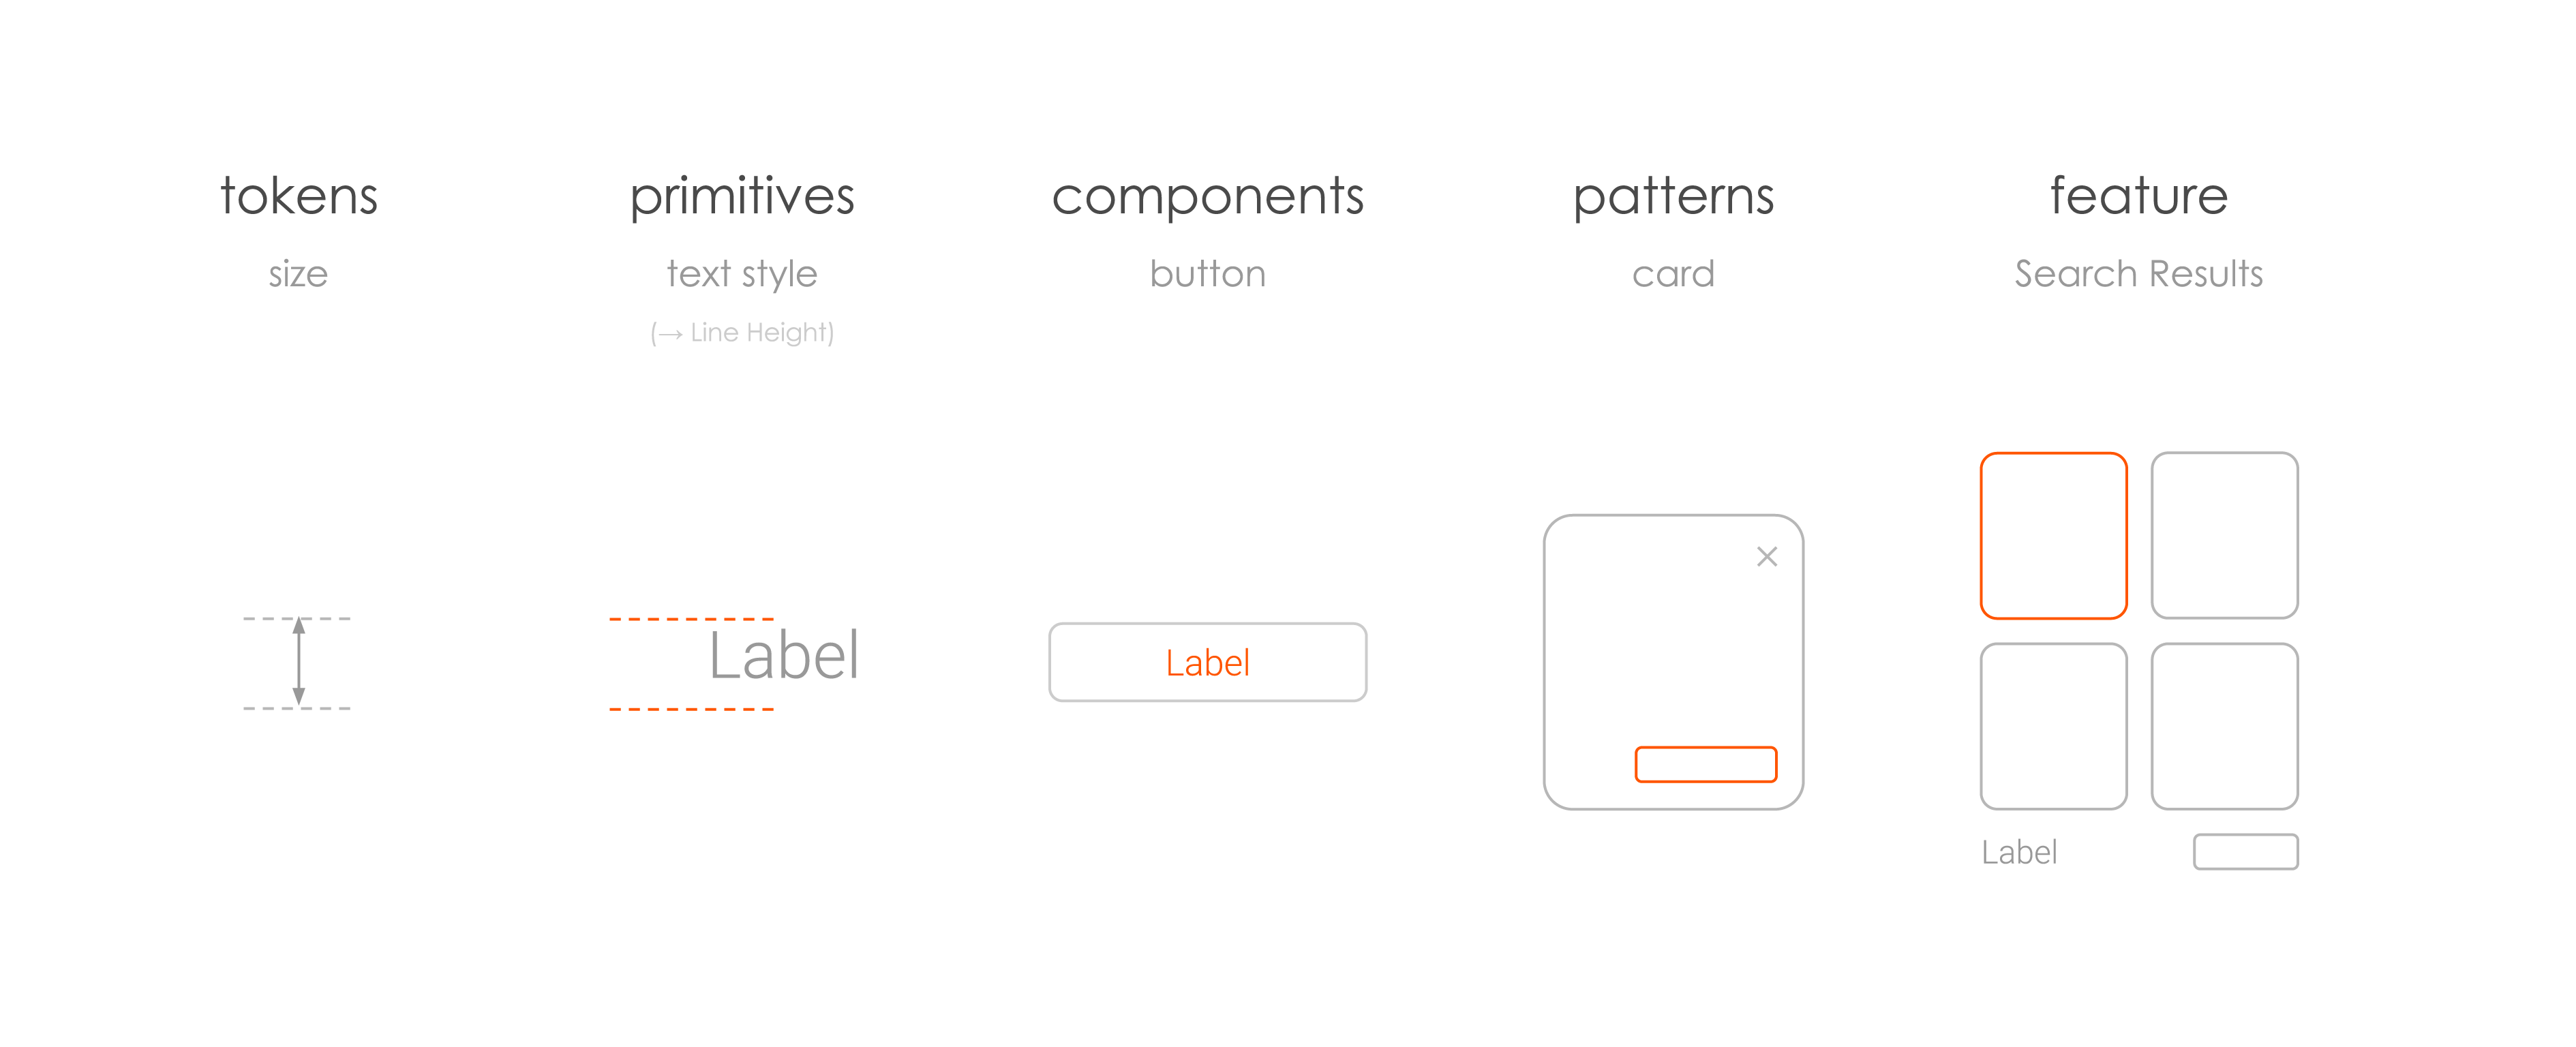 tokens
size
primitives
text style
(→ Line Height)
components
button
patterns
card
feature
Search Results
Label
Label
Label